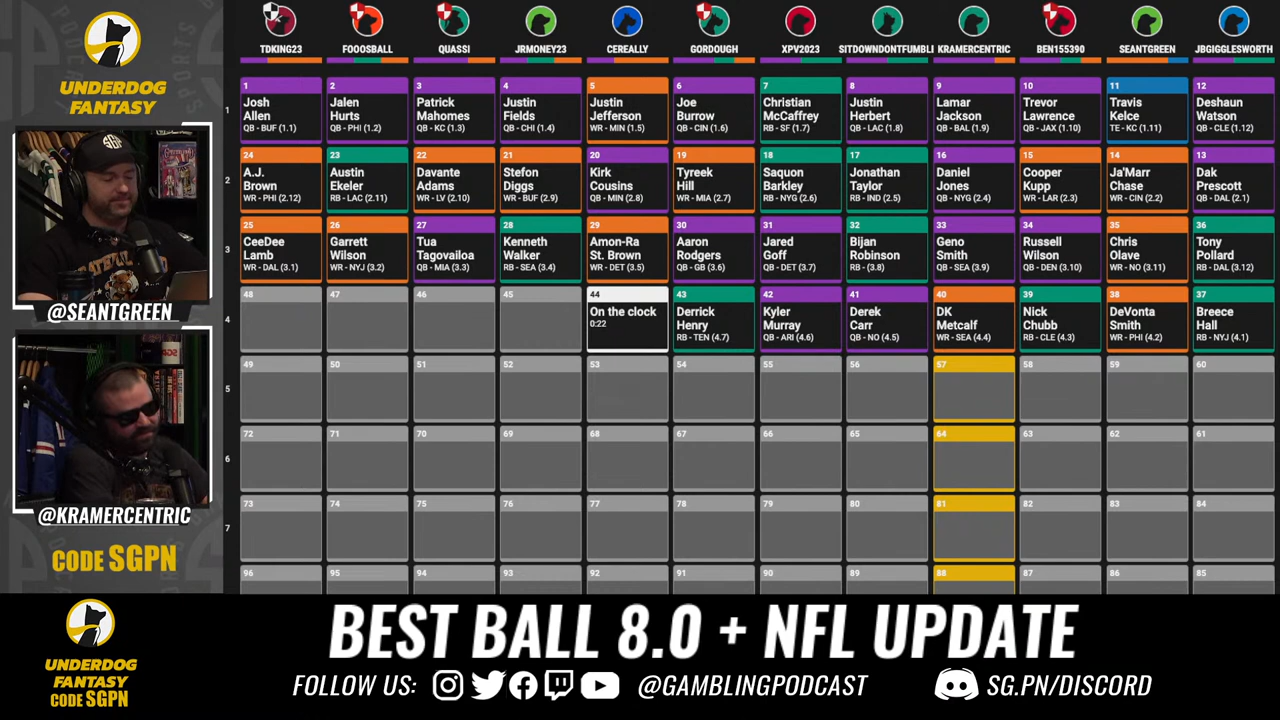 UNDERDOG
FANTASY
@SEANTGREEN
@KRAMERCENTRIC
CODE SGPN
TDKING23
FOOOSBALL
QUASSI
JRMONEY23
CEREALLY
GORDOUGH
XPV2023
SITDOWNDONTFUMBLI
KRAMERCENTRIC
BEN155390
SEANTGREEN
JBGIGGLESWORTH
1
1
Josh
Allen
QB - BUF (1.1)
2
Jalen
Hurts
QB - PHI (1.2)
3
Patrick
Mahomes
QB - KC (1.3)
4
Justin
Fields
QB - CHI (1.4)
5
Justin
Jefferson
WR - MIN (1.5)
6
Joe
Burrow
QB - CIN (1.6)
7
Christian
McCaffrey
RB - SF (1.7)
8
Justin
Herbert
QB - LAC (1.8)
9
Lamar
Jackson
QB - BAL (1.9)
10
Trevor
Lawrence
QB - JAX (1.10)
11
Travis
Kelce
TE - KC (1.11)
12
Deshaun
Watson
QB - CLE (1.12)
2
24
A.J.
Brown
WR - PHI (2.12)
23
Austin
Ekeler
RB - LAC (2.11)
22
Davante
Adams
WR - LV (2.10)
21
Stefon
Diggs
WR - BUF (2.9)
20
Kirk
Cousins
QB - MIN (2.8)
19
Tyreek
Hill
WR - MIA (2.7)
18
Saquon
Barkley
RB - NYG (2.6)
17
Jonathan
Taylor
RB - IND (2.5)
16
Daniel
Jones
QB - NYG (2.4)
15
Cooper
Kupp
WR - LAR (2.3)
14
Ja'Marr
Chase
WR - CIN (2.2)
13
Dak
Prescott
QB - DAL (2.1)
3
25
CeeDee
Lamb
WR - DAL (3.1)
26
Garrett
Wilson
WR - NYJ (3.2)
27
Tua
Tagovailoa
QB - MIA (3.3)
28
Kenneth
Walker
RB - SEA (3.4)
29
Amon-Ra
St. Brown
WR - DET (3.5)
30
Aaron
Rodgers
QB - GB (3.6)
31
Jared
Goff
QB - DET (3.7)
32
Bijan
Robinson
RB - (3.8)
33
Geno
Smith
QB - SEA (3.9)
34
Russell
Wilson
QB - DEN (3.10)
35
Chris
Olave
WR - NO (3.11)
36
Tony
Pollard
RB - DAL (3.12)
4
48
47
46
45
44
On the clock
0:22
43
Derrick
Henry
RB - TEN (4.7)
42
Kyler
Murray
QB - ARI (4.6)
41
Derek
Carr
QB - NO (4.5)
40
DK
Metcalf
WR - SEA (4.4)
39
Nick
Chubb
RB - CLE (4.3)
38
DeVonta
Smith
WR - PHI (4.2)
37
Breece
Hall
RB - NYJ (4.1)
5
49
50
51
52
53
54
55
56
57
58
59
60
6
72
71
70
69
68
67
66
65
64
63
62
61
7
73
74
75
76
77
78
79
80
81
82
83
84
96
95
94
93
92
91
90
89
88
87
86
85
UNDERDOG
FANTASY
CODE SGPN
BEST BALL 8.0 + NFL UPDATE
FOLLOW US: @GAMBLINGPODCAST SG.PN/DISCORD